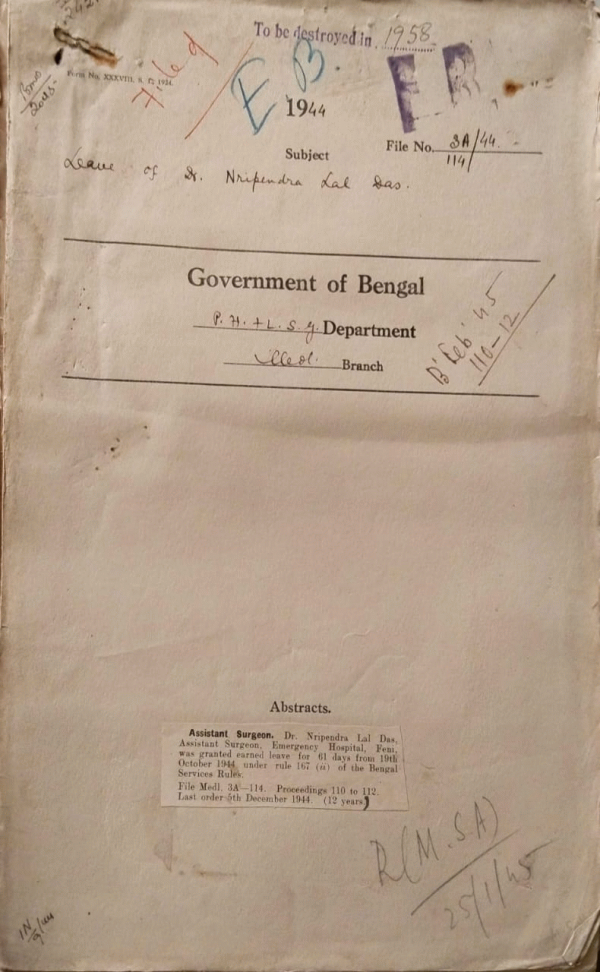 To be destroyed in 1958
Form No. XXXVIII, S. P. 1934.
Filed
E B.
E B.
1944
File No. 3A/44.
114/
Subject
Leave of Dr. Nripendra Lal Das.
Government of Bengal
P. H. + L. S. G. Department
Medl. Branch
B' Feb' 45
110-12
Abstracts.
Assistant Surgeon. Dr. Nripendra Lal Das,
Assistant Surgeon, Emergency Hospital, Feni,
was granted earned leave for 61 days from 19th
October 1944 under rule 167 (ii) of the Bengal
Services Rules.
File Medl. 3A—114. Proceedings 110 to 112.
Last order 5th December 1944. (12 years)
R (M.S.A)
25/1/45